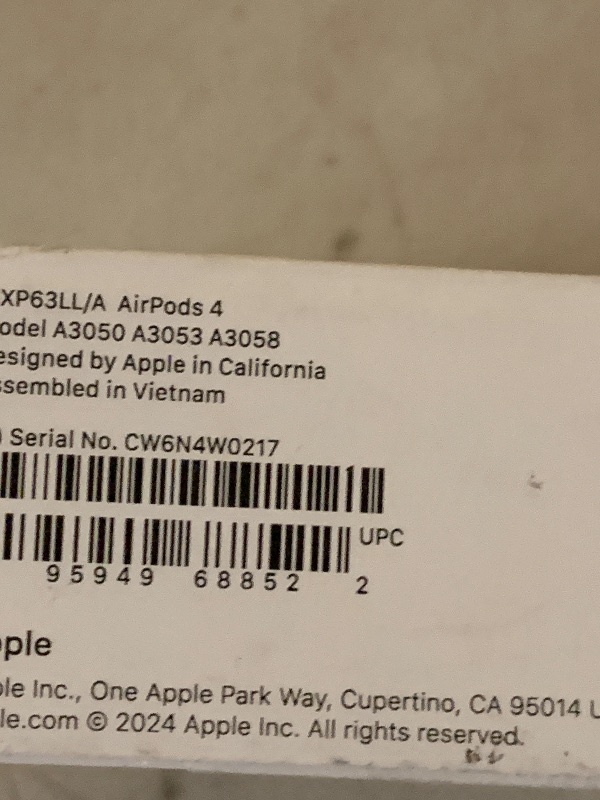 XP63LL/A AirPods 4
odel A3050 A3053 A3058
esigned by Apple in California
ssembled in Vietnam
) Serial No. CW6N4W0217
UPC
95949 68852 2
pple
ple Inc., One Apple Park Way, Cupertino, CA 95014 U
le.com © 2024 Apple Inc. All rights reserved.